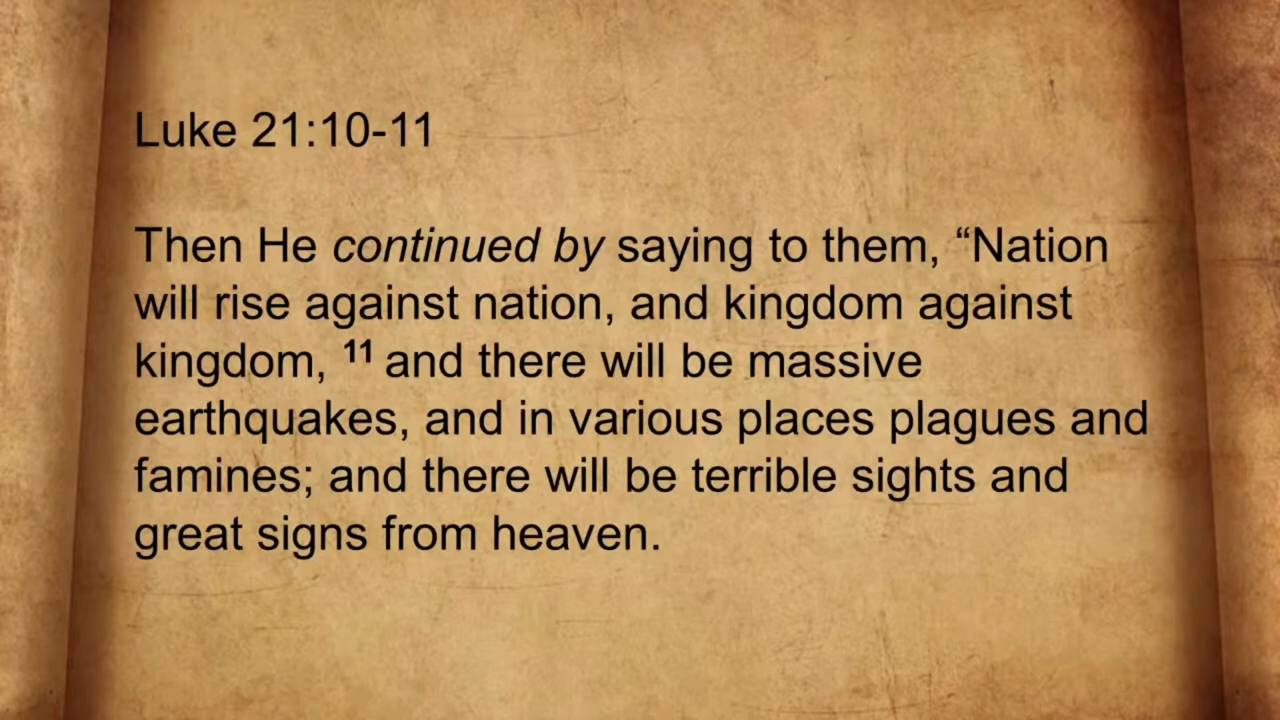 Luke 21:10-11
Then He continued by saying to them, “Nation
will rise against nation, and kingdom against
kingdom, 11 and there will be massive
earthquakes, and in various places plagues and
famines; and there will be terrible sights and
great signs from heaven.